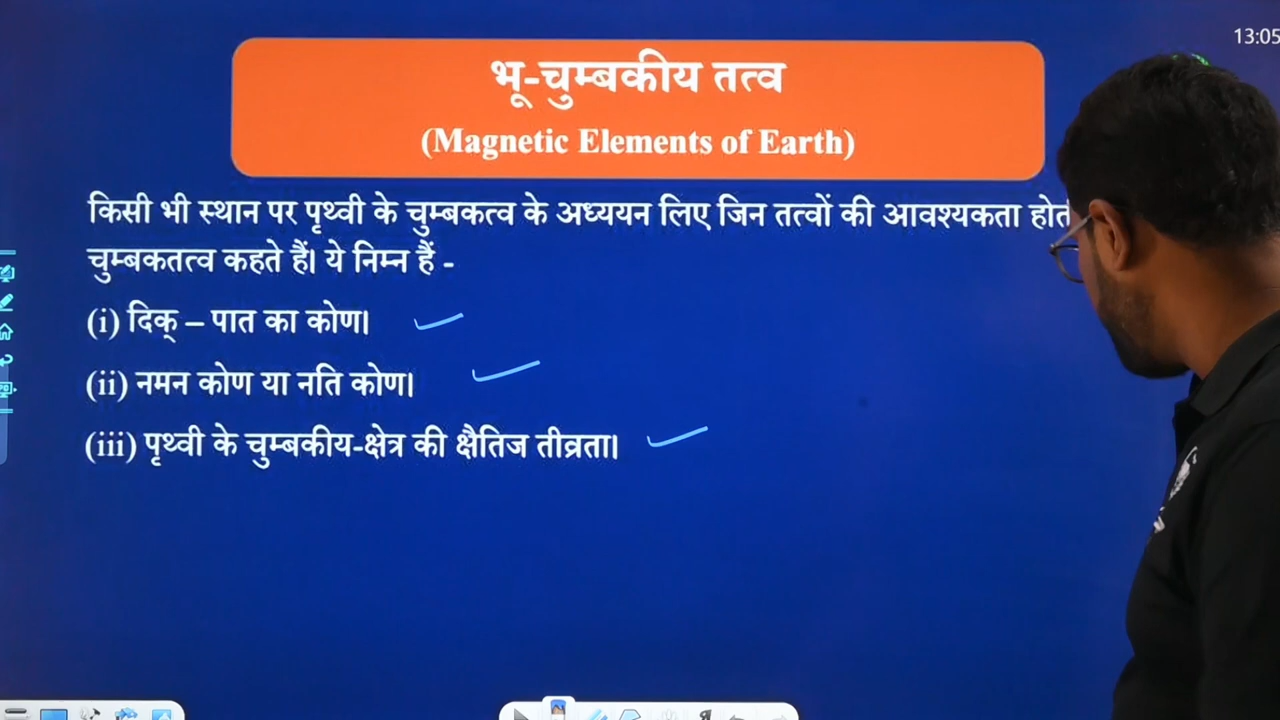 13:05
भू-चुम्बकीय तत्व
(Magnetic Elements of Earth)
किसी भी स्थान पर पृथ्वी के चुम्बकत्व के अध्ययन लिए जिन तत्वों की आवश्यकता
चुम्बकतत्व कहते हैं। ये निम्न हैं -
(i) दिक् – पात का कोण।
(ii) नमन कोण या नति कोण।
(iii) पृथ्वी के चुम्बकीय-क्षेत्र की क्षैतिज तीव्रता।